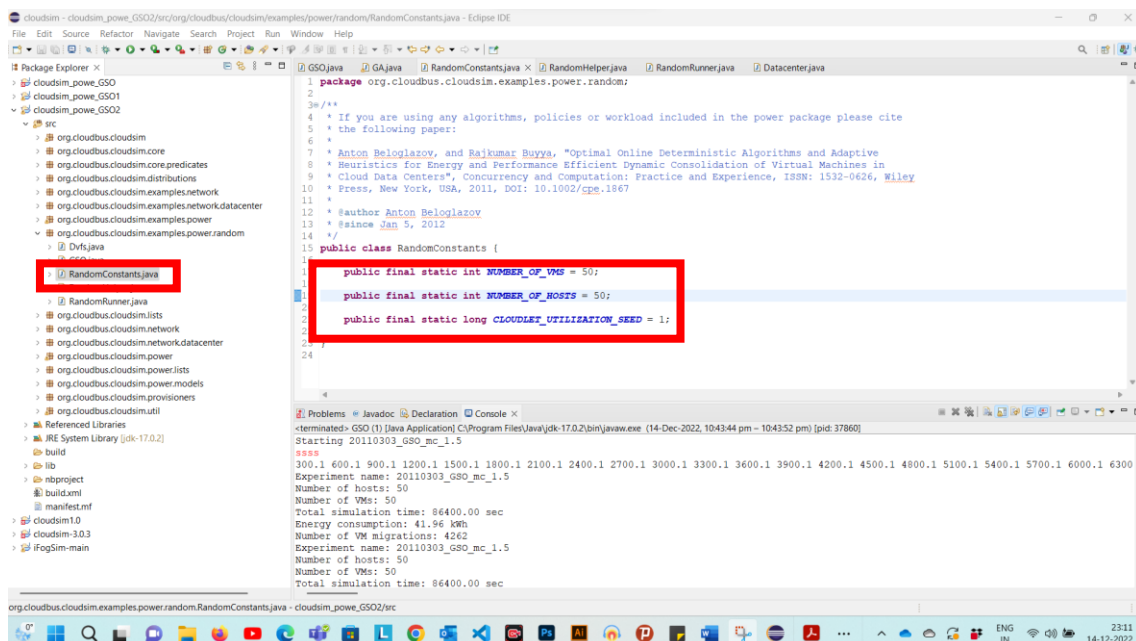 cloudsim - cloudsim_powe_GSO2/src/org/cloudbus/cloudsim/examples/power/random/RandomConstants.java - Eclipse IDE
File Edit Source Refactor Navigate Search Project Run Window Help
Package Explorer ×
cloudsim_powe_GSO
cloudsim_powe_GSO1
cloudsim_powe_GSO2
src
org.cloudbus.cloudsim
org.cloudbus.cloudsim.core
org.cloudbus.cloudsim.core.predicates
org.cloudbus.cloudsim.distributions
org.cloudbus.cloudsim.examples.network
org.cloudbus.cloudsim.examples.network.datacenter
org.cloudbus.cloudsim.examples.power
org.cloudbus.cloudsim.examples.power.random
Dvfs.java
RandomConstants.java
RandomRunner.java
org.cloudbus.cloudsim.lists
org.cloudbus.cloudsim.network
org.cloudbus.cloudsim.network.datacenter
org.cloudbus.cloudsim.power
org.cloudbus.cloudsim.power.lists
org.cloudbus.cloudsim.power.models
org.cloudbus.cloudsim.provisioners
org.cloudbus.cloudsim.util
Referenced Libraries
JRE System Library [jdk-17.0.2]
build
lib
nbproject
build.xml
manifest.mf
cloudsim1.0
cloudsim-3.0.3
iFogSim-main
GSO.java GA.java RandomConstants.java × RandomHelper.java RandomRunner.java Datacenter.java
1 package org.cloudbus.cloudsim.examples.power.random;
2
3 /**
4 * If you are using any algorithms, policies or workload included in the power package please cite
5 * the following paper:
6 *
7 * Anton Beloglazov, and Rajkumar Buyya, "Optimal Online Deterministic Algorithms and Adaptive
8 * Heuristics for Energy and Performance Efficient Dynamic Consolidation of Virtual Machines in
9 * Cloud Data Centers", Concurrency and Computation: Practice and Experience, ISSN: 1532-0626, Wiley
10 * Press, New York, USA, 2011, DOI: 10.1002/cpe.1867
11 *
12 * @author Anton Beloglazov
13 * @since Jan 5, 2012
14 */
15 public class RandomConstants {
public final static int NUMBER_OF_VMS = 50;
public final static int NUMBER_OF_HOSTS = 50;
public final static long CLOUDLET_UTILIZATION_SEED = 1;
23 }
24
Problems Javadoc Declaration Console ×
<terminated> GSO (1) [Java Application] C:\Program Files\Java\jdk-17.0.2\bin\javaw.exe (14-Dec-2022, 10:43:44 pm – 10:43:52 pm) [pid: 37860]
Starting 20110303_GSO_mc_1.5
ssss
300.1 600.1 900.1 1200.1 1500.1 1800.1 2100.1 2400.1 2700.1 3000.1 3300.1 3600.1 3900.1 4200.1 4500.1 4800.1 5100.1 5400.1 5700.1 6000.1 6300
Experiment name: 20110303_GSO_mc_1.5
Number of hosts: 50
Number of VMs: 50
Total simulation time: 86400.00 sec
Energy consumption: 41.96 kWh
Number of VM migrations: 4262
Experiment name: 20110303_GSO_mc_1.5
Number of hosts: 50
Number of VMs: 50
Total simulation time: 86400.00 sec
org.cloudbus.cloudsim.examples.power.random.RandomConstants.java - cloudsim_powe_GSO2/src
ENG
IN
23:11
14-12-2022